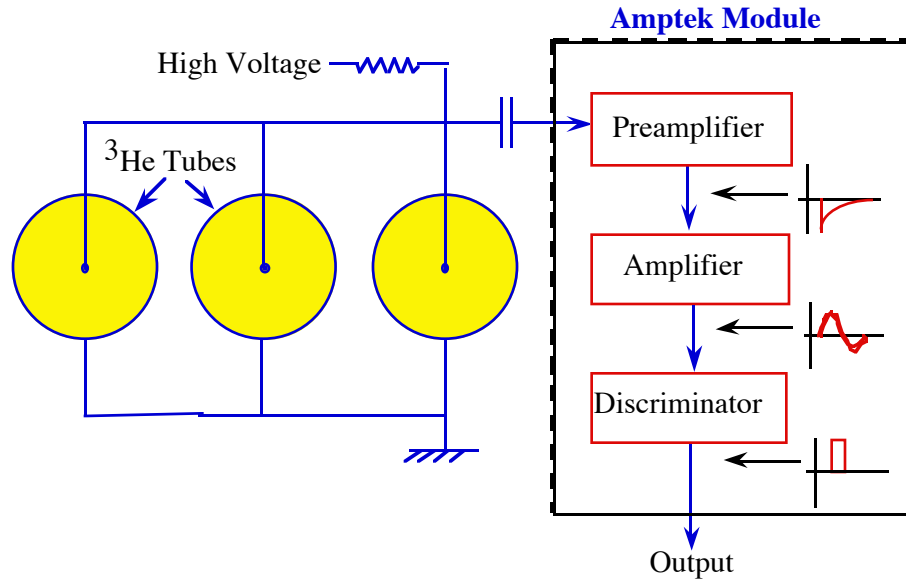 Amptek Module
High Voltage
Preamplifier
³He Tubes
Amplifier
Discriminator
Output